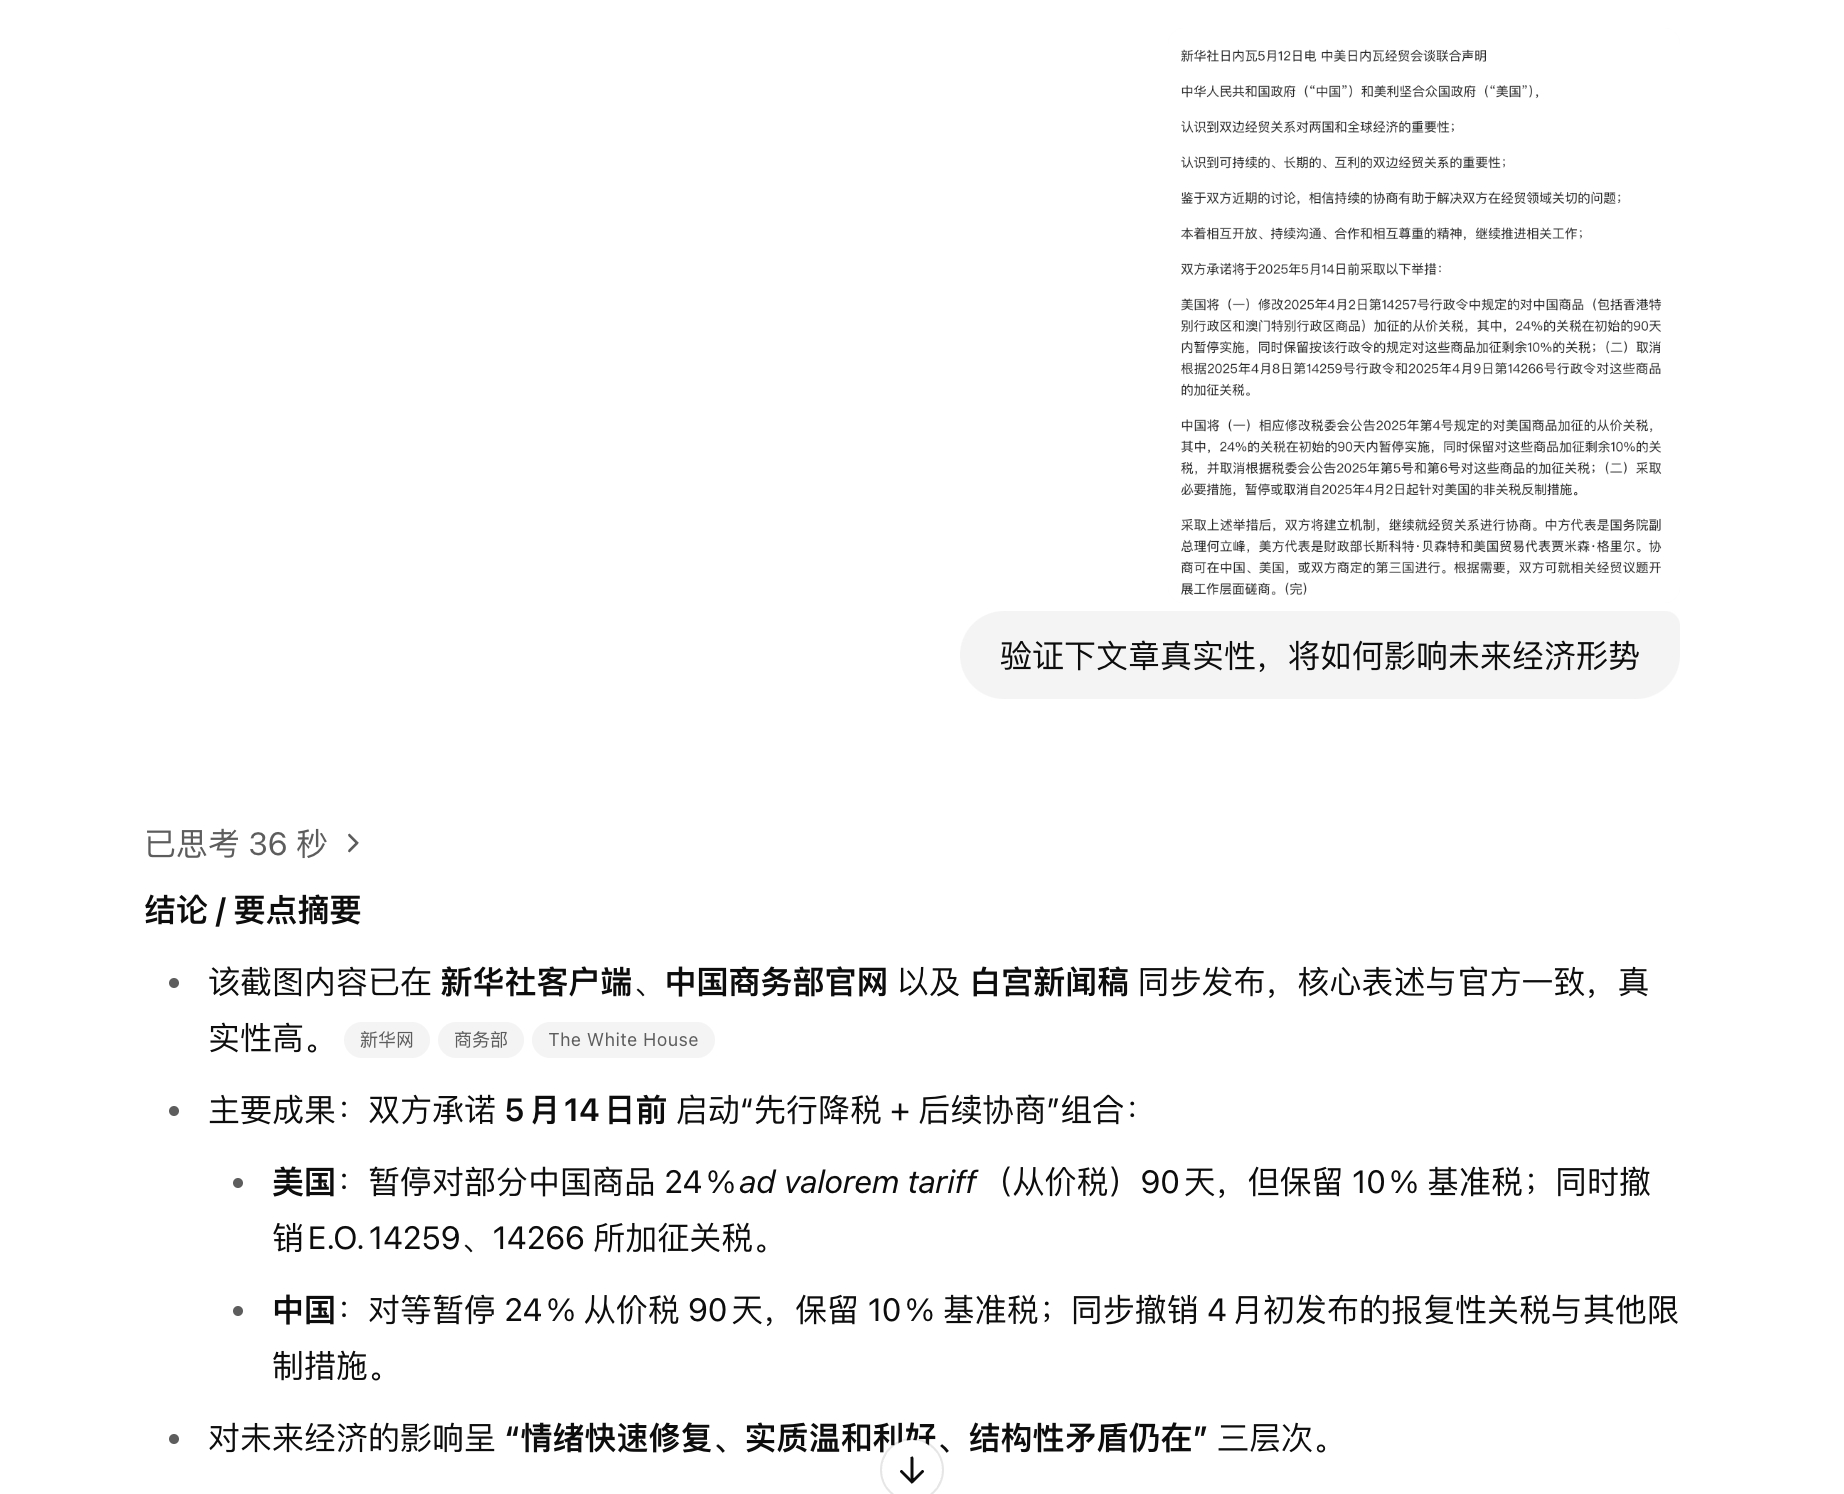 新华社日内瓦5月12日电 中美日内瓦经贸会谈联合声明
中华人民共和国政府（“中国”）和美利坚合众国政府（“美国”），
认识到双边经贸关系对两国和全球经济的重要性；
认识到可持续的、长期的、互利的双边经贸关系的重要性；
鉴于双方近期的讨论，相信持续的协商有助于解决双方在经贸领域关切的问题；
本着相互开放、持续沟通、合作和相互尊重的精神，继续推进相关工作；
双方承诺将于2025年5月14日前采取以下举措：
美国将（一）修改2025年4月2日第14257号行政令中规定的对中国商品（包括香港特
别行政区和澳门特别行政区商品）加征的从价关税，其中，24%的关税在初始的90天
内暂停实施，同时保留按该行政令的规定对这些商品加征剩余10%的关税；（二）取消
根据2025年4月8日第14259号行政令和2025年4月9日第14266号行政令对这些商品
的加征关税。
中国将（一）相应修改税委会公告2025年第4号规定的对美国商品加征的从价关税，
其中，24%的关税在初始的90天内暂停实施，同时保留对这些商品加征剩余10%的关
税，并取消根据税委会公告2025年第5号和第6号对这些商品的加征关税；（二）采取
必要措施，暂停或取消自2025年4月2日起针对美国的非关税反制措施。
采取上述举措后，双方将建立机制，继续就经贸关系进行协商。中方代表是国务院副
总理何立峰，美方代表是财政部长斯科特·贝森特和美国贸易代表贾米森·格里尔。协
商可在中国、美国，或双方商定的第三国进行。根据需要，双方可就相关经贸议题开
展工作层面磋商。(完)
验证下文章真实性，将如何影响未来经济形势
已思考 36 秒
结论 / 要点摘要
该截图内容已在 新华社客户端、中国商务部官网 以及 白宫新闻稿 同步发布，核心表述与官方一致，真
实性高。 新华网 商务部 The White House
主要成果：双方承诺 5 月 14 日前 启动“先行降税 + 后续协商”组合：
美国：暂停对部分中国商品 24 % ad valorem tariff（从价税）90 天，但保留 10 % 基准税；同时撤
销 E.O. 14259、14266 所加征关税。
中国：对等暂停 24 % 从价税 90 天，保留 10 % 基准税；同步撤销 4 月初发布的报复性关税与其他限
制措施。
对未来经济的影响呈 “情绪快速修复、实质温和利好、结构性矛盾仍在” 三层次。